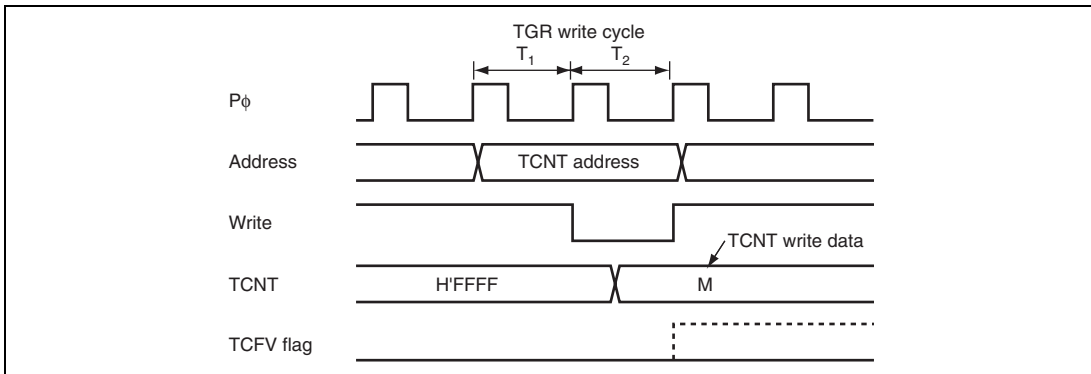 TGR write cycle
T1 T2
Pφ
Address TCNT address
Write
TCNT write data
TCNT H'FFFF M
TCFV flag